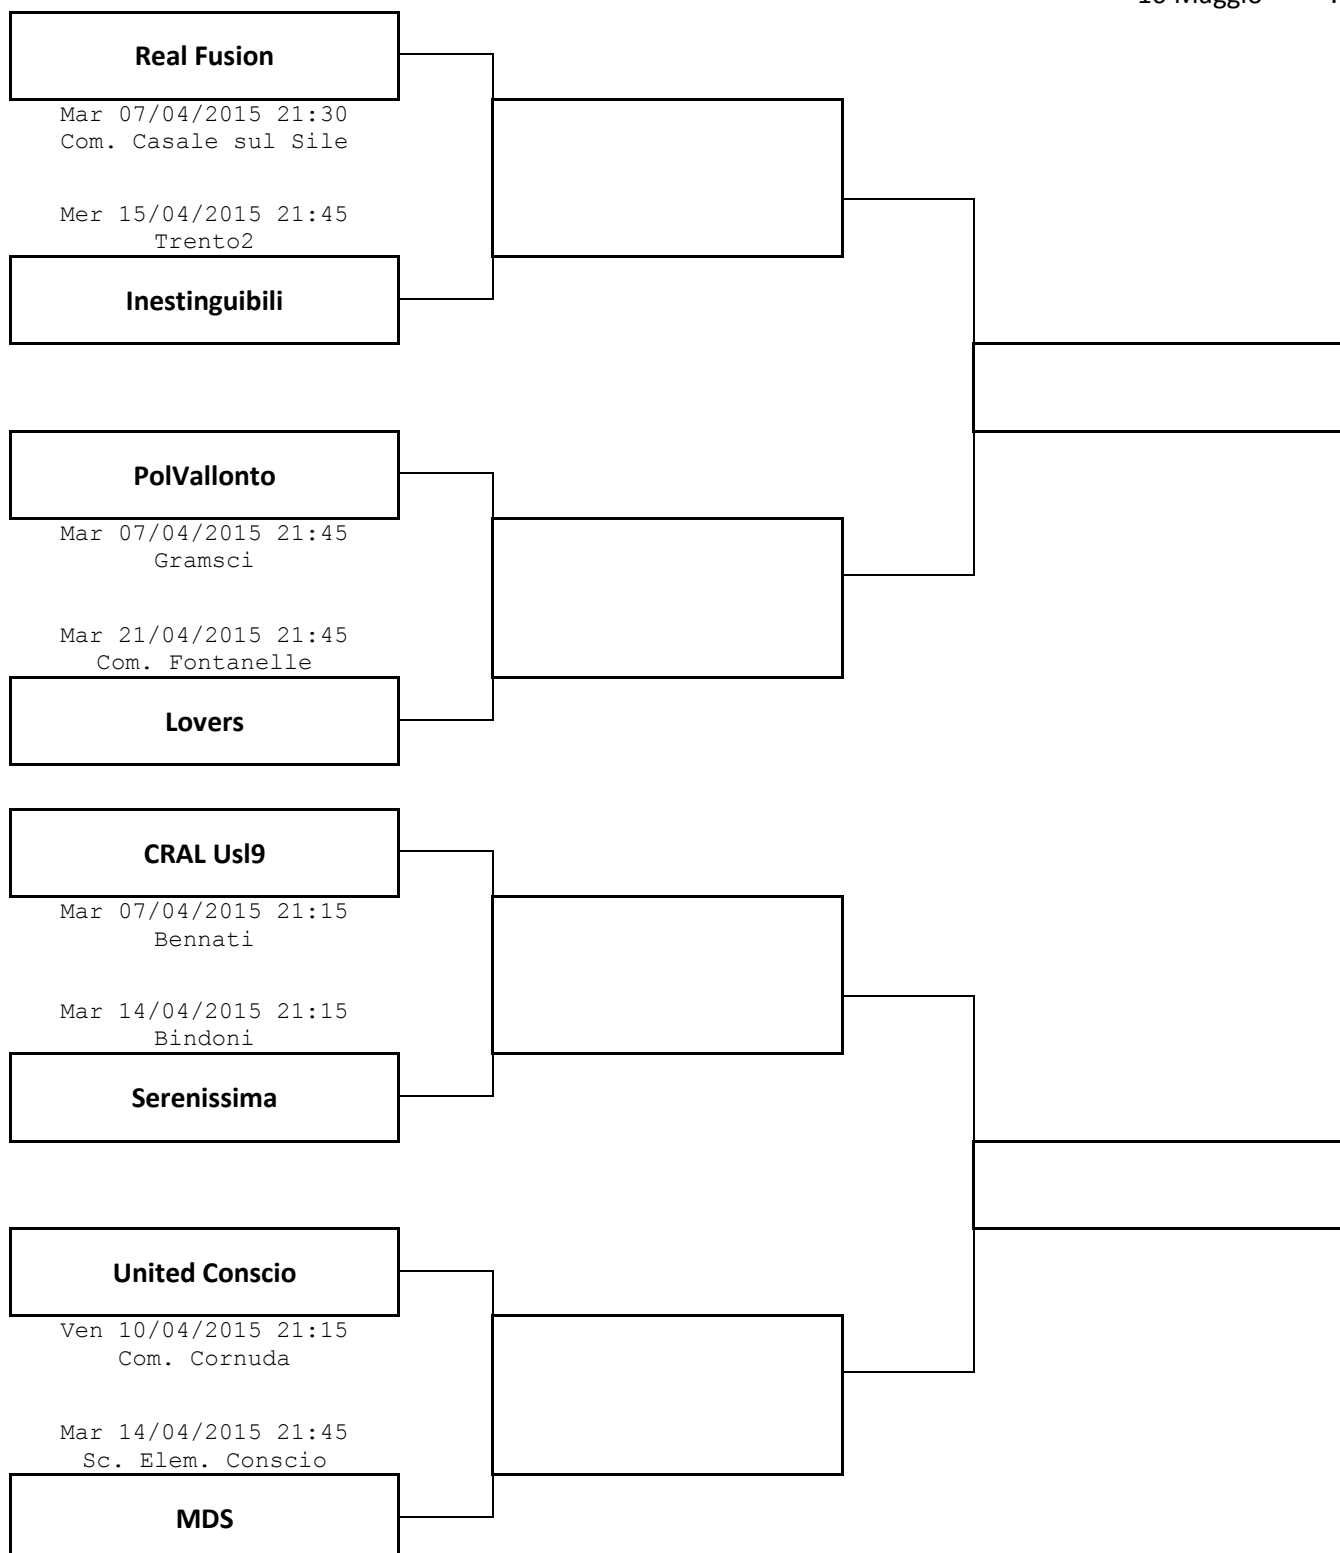 Real Fusion
Mar 07/04/2015 21:30
Com. Casale sul Sile
Mer 15/04/2015 21:45
Trento2
Inestinguibili
PolVallonto
Mar 07/04/2015 21:45
Gramsci
Mar 21/04/2015 21:45
Com. Fontanelle
Lovers
CRAL Usl9
Mar 07/04/2015 21:15
Bennati
Mar 14/04/2015 21:15
Bindoni
Serenissima
United Conscio
Ven 10/04/2015 21:15
Com. Cornuda
Mar 14/04/2015 21:45
Sc. Elem. Conscio
MDS